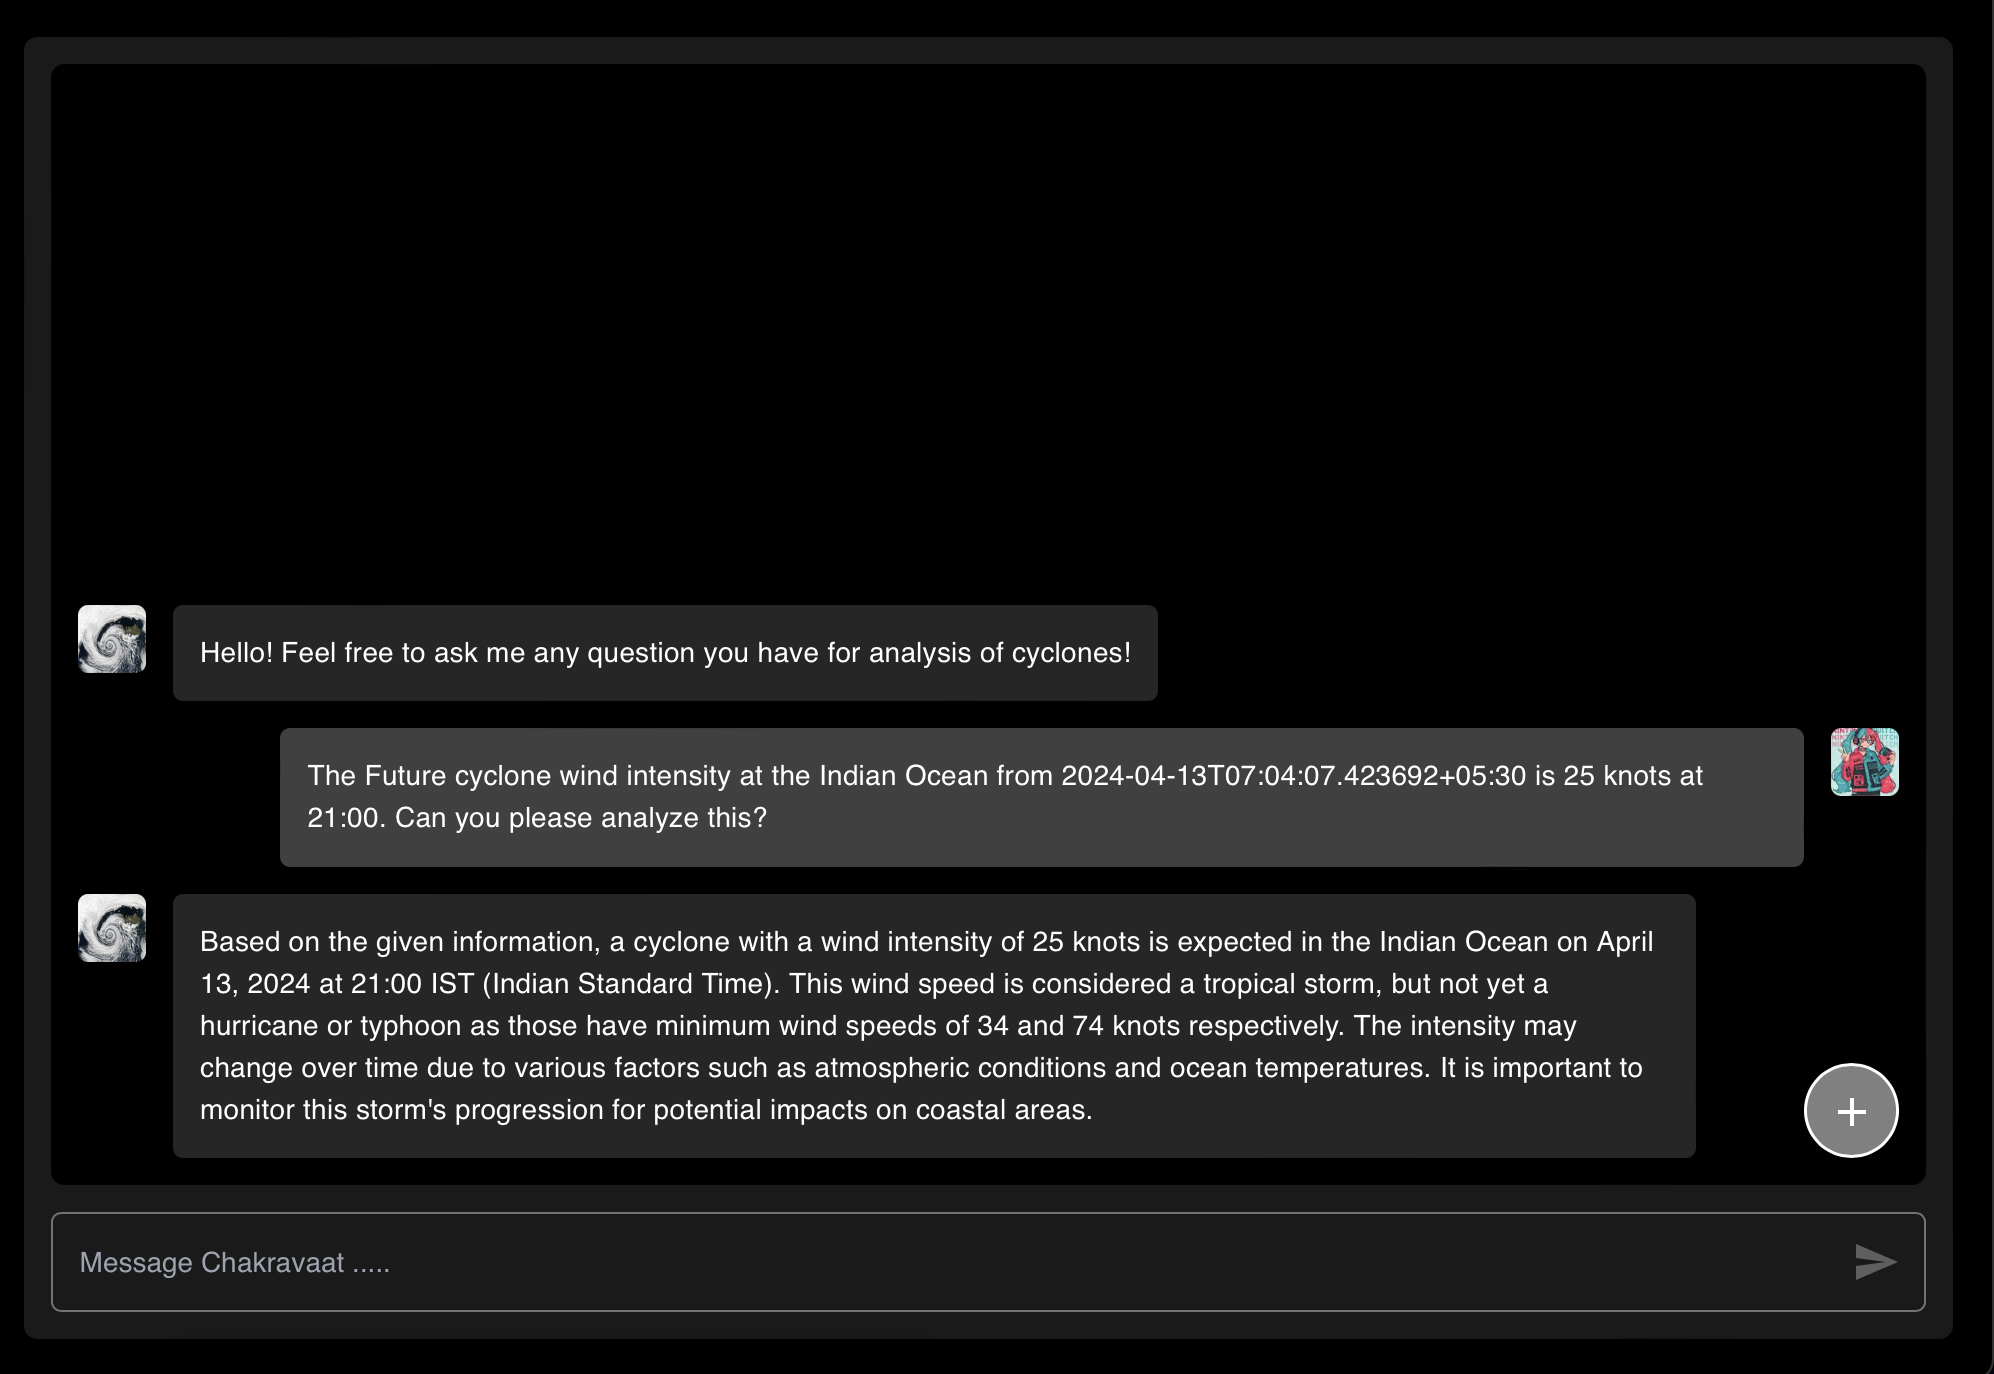 Hello! Feel free to ask me any question you have for analysis of cyclones!
The Future cyclone wind intensity at the Indian Ocean from 2024-04-13T07:04:07.423692+05:30 is 25 knots at
21:00. Can you please analyze this?
Based on the given information, a cyclone with a wind intensity of 25 knots is expected in the Indian Ocean on April
13, 2024 at 21:00 IST (Indian Standard Time). This wind speed is considered a tropical storm, but not yet a
hurricane or typhoon as those have minimum wind speeds of 34 and 74 knots respectively. The intensity may
change over time due to various factors such as atmospheric conditions and ocean temperatures. It is important to
monitor this storm's progression for potential impacts on coastal areas.
Message Chakravaat .....